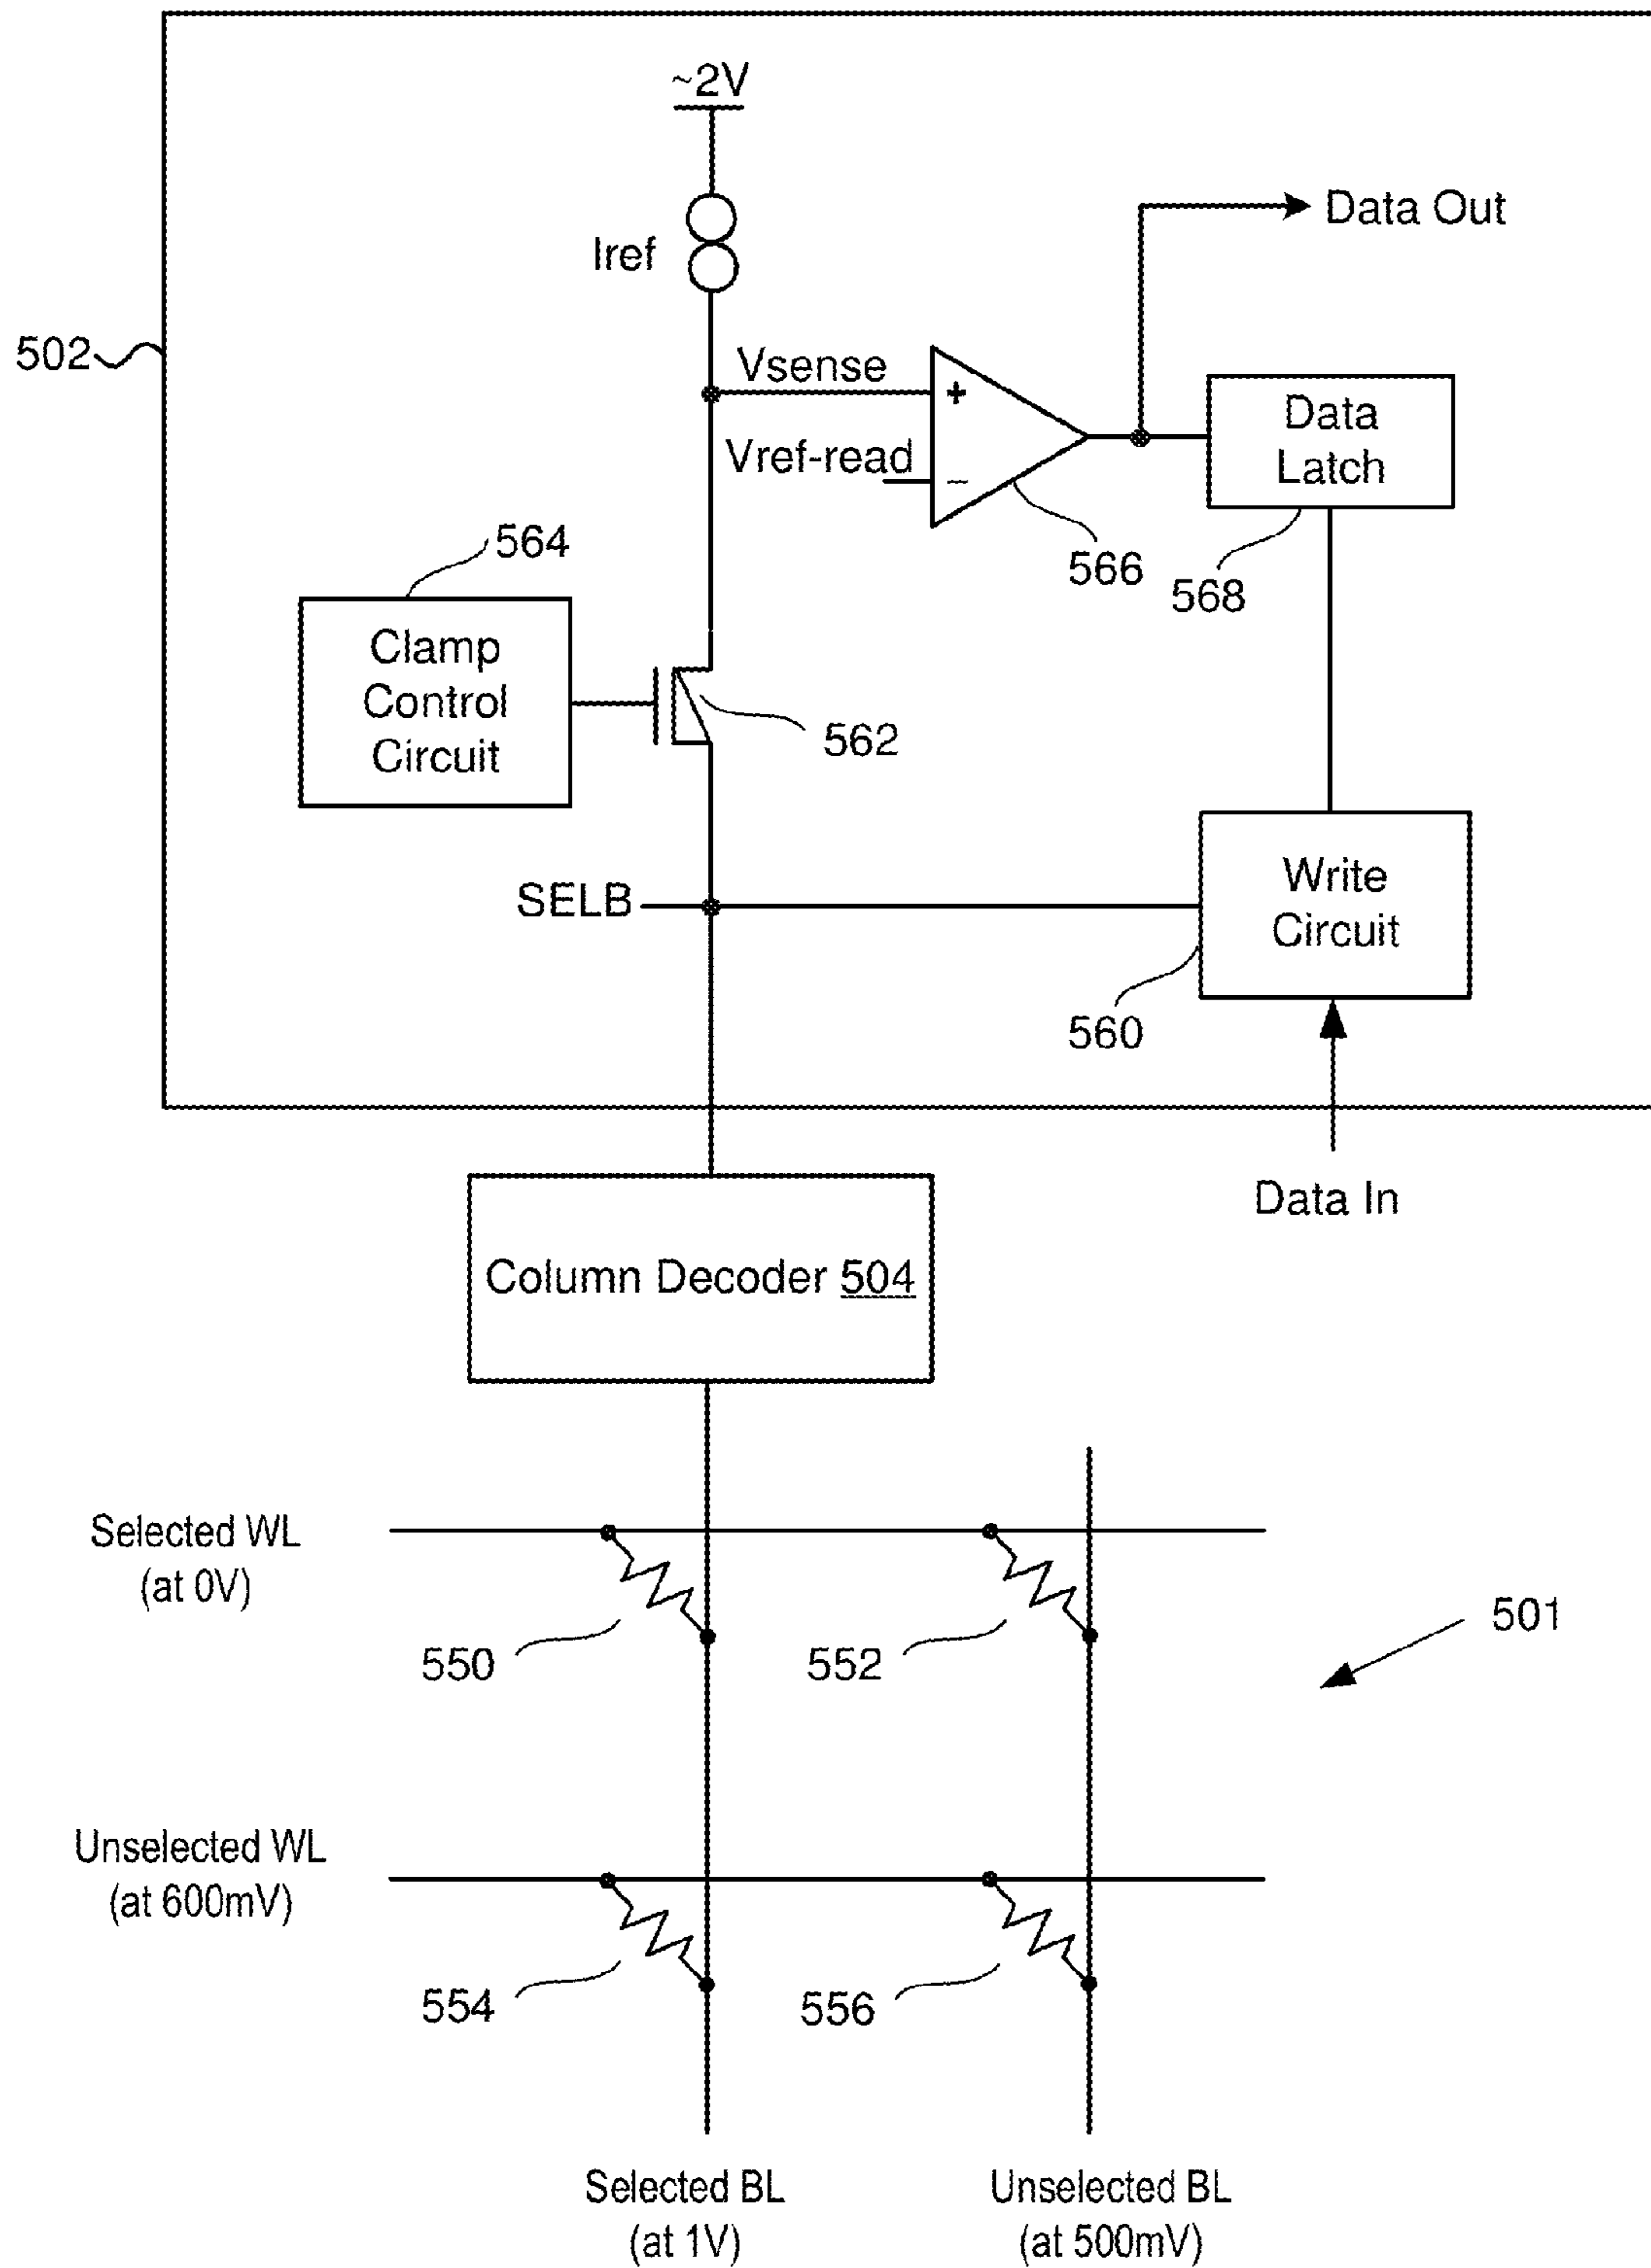 ~2V
Data Out
Iref
502
Vsense
+
Data
Latch
Vref-read
−
564
566
568
Clamp
Control
Circuit
562
Write
Circuit
SELB
560
Data In
Column Decoder 504
Selected WL
(at 0V)
501
550
552
Unselected WL
(at 600mV)
554
556
Selected BL
(at 1V)
Unselected BL
(at 500mV)